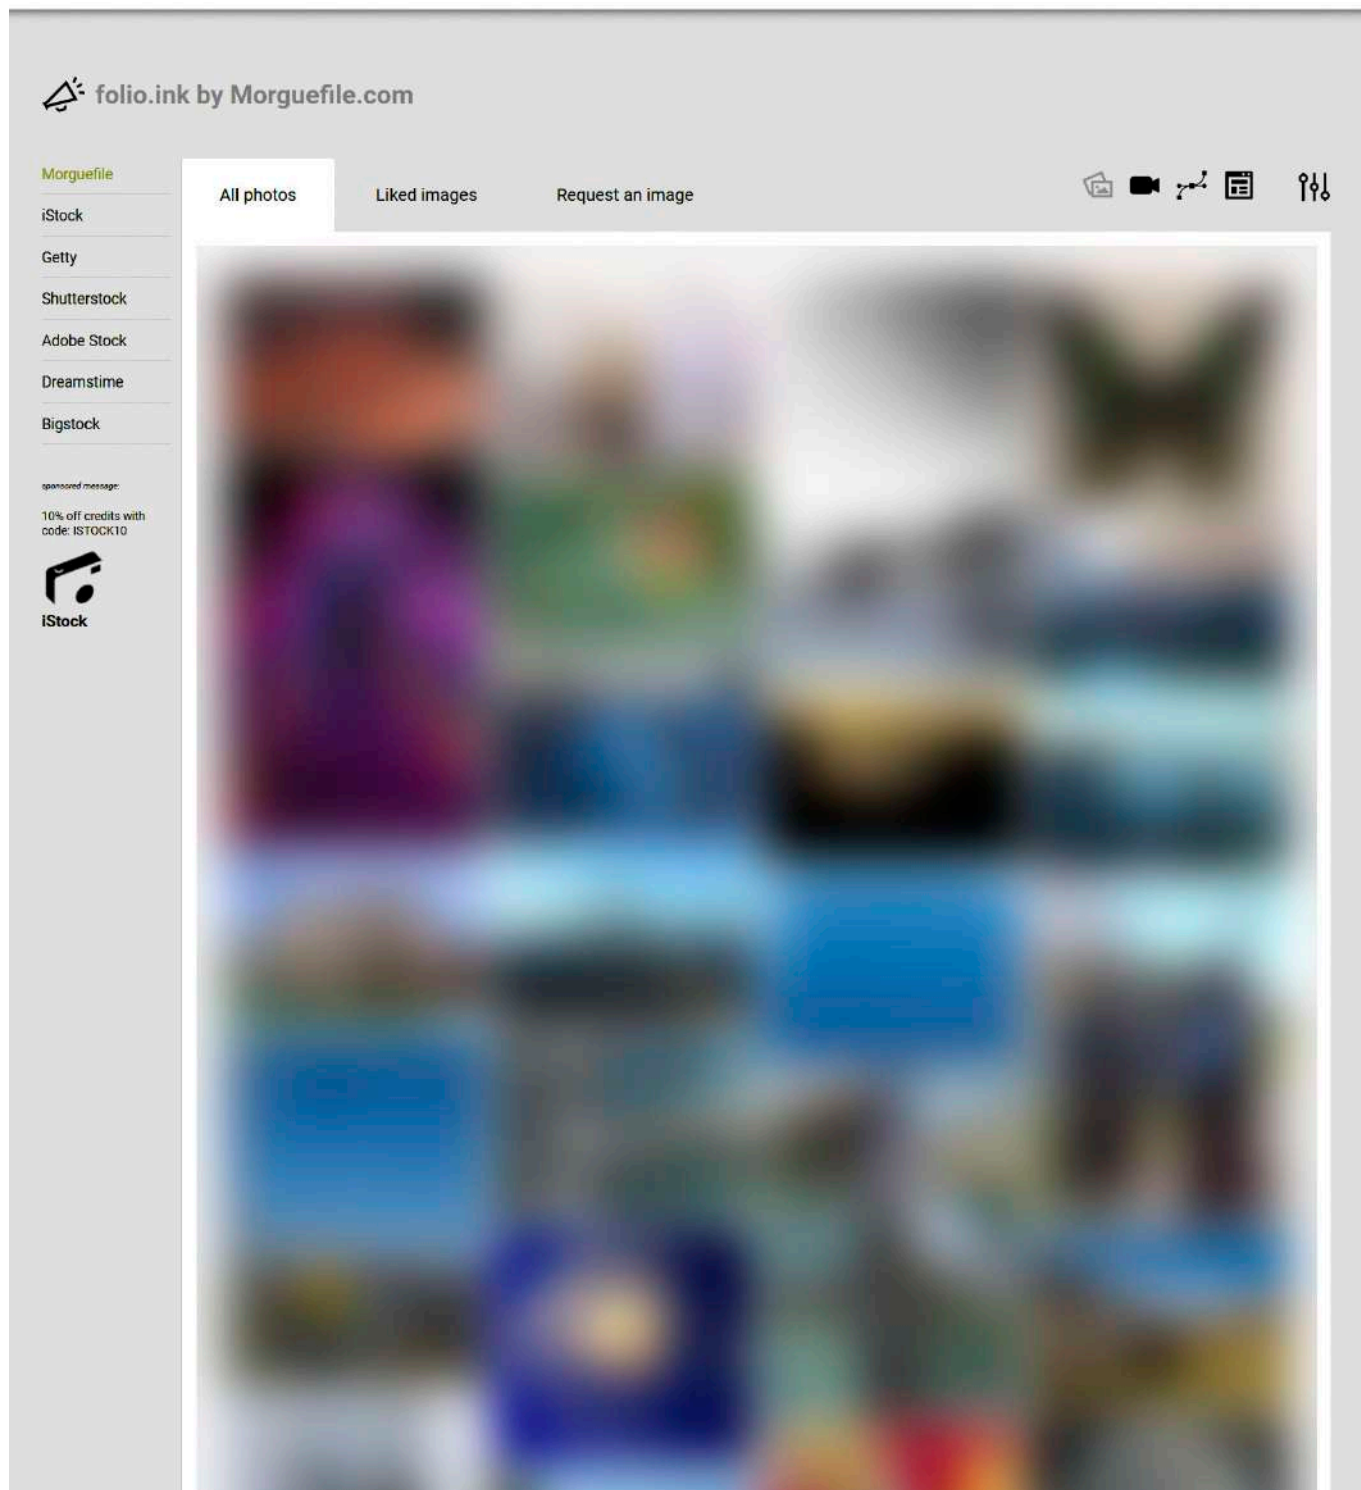 folio.ink by Morguefile.com
Morguefile
iStock
Getty
Shutterstock
Adobe Stock
Dreamstime
Bigstock
sponsored message:
10% off credits with
code: ISTOCK10
iStock
All photos
Liked images
Request an image